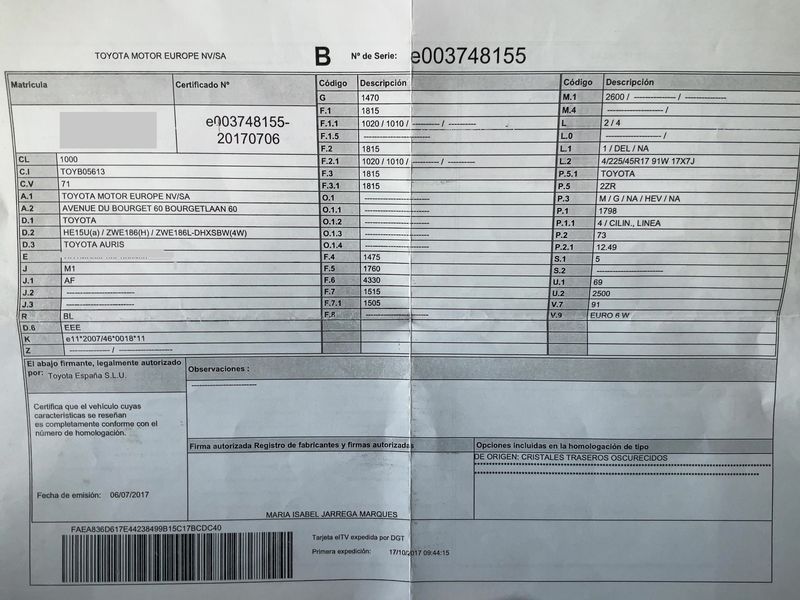 TOYOTA MOTOR EUROPE NV/SA B Nº de Serie: e003748155
Matrícula Certificado Nº
e003748155-
20170706
CL 1000
C.I TOYB05613
C.V 71
A.1 TOYOTA MOTOR EUROPE NV/SA
A.2 AVENUE DU BOURGET 60 BOURGETLAAN 60
D.1 TOYOTA
D.2 HE15U(a) / ZWE186(H) / ZWE186L-DHXSBW(4W)
D.3 TOYOTA AURIS
E
J M1
J.1 AF
J.2 --------------------
J.3 --------------------
R BL
D.6 EEE
K e11*2007/46*0018*11
Z ------------ / ----------------
Código Descripción
G 1470
F.1 1815
F.1.1 1020 / 1010 / --------- / ---------
F.1.5 --------------------
F.2 1815
F.2.1 1020 / 1010 / --------- / ---------
F.3 1815
F.3.1 1815
O.1 --------------------
O.1.1 --------------------
O.1.2 --------------------
O.1.3 --------------------
O.1.4 --------------------
F.4 1475
F.5 1760
F.6 4330
F.7 1515
F.7.1 1505
F.8 --------------------
Código Descripción
M.1 2600 / ------------- / -------------
M.4 ------------------ /
L 2 / 4
L.0 ------------------ /
L.1 1 / DEL / NA
L.2 4/225/45R17 91W 17X7J
P.5.1 TOYOTA
P.5 2ZR
P.3 M / G / NA / HEV / NA
P.1 1798
P.1.1 4 / CILIN., LINEA
P.2 73
P.2.1 12.49
S.1 5
S.2 --------------------
U.1 69
U.2 2500
V.7 91
V.9 EURO 6 W
El abajo firmante, legalmente autorizado
por: Toyota España S.L.U.
Certifica que el vehículo cuyas
características se reseñan
es completamente conforme con el
número de homologación.
Fecha de emisión: 06/07/2017
Observaciones :
--------------------
Firma autorizada Registro de fabricantes y firmas autorizadas
MARIA ISABEL JARREGA MARQUES
Opciones incluidas en la homologación de tipo
DE ORIGEN: CRISTALES TRASEROS OSCURECIDOS
FAEA836D617E44238499B15C17BCDC40
Tarjeta eITV expedida por DGT
Primera expedición: 17/10/2017 09:44:15